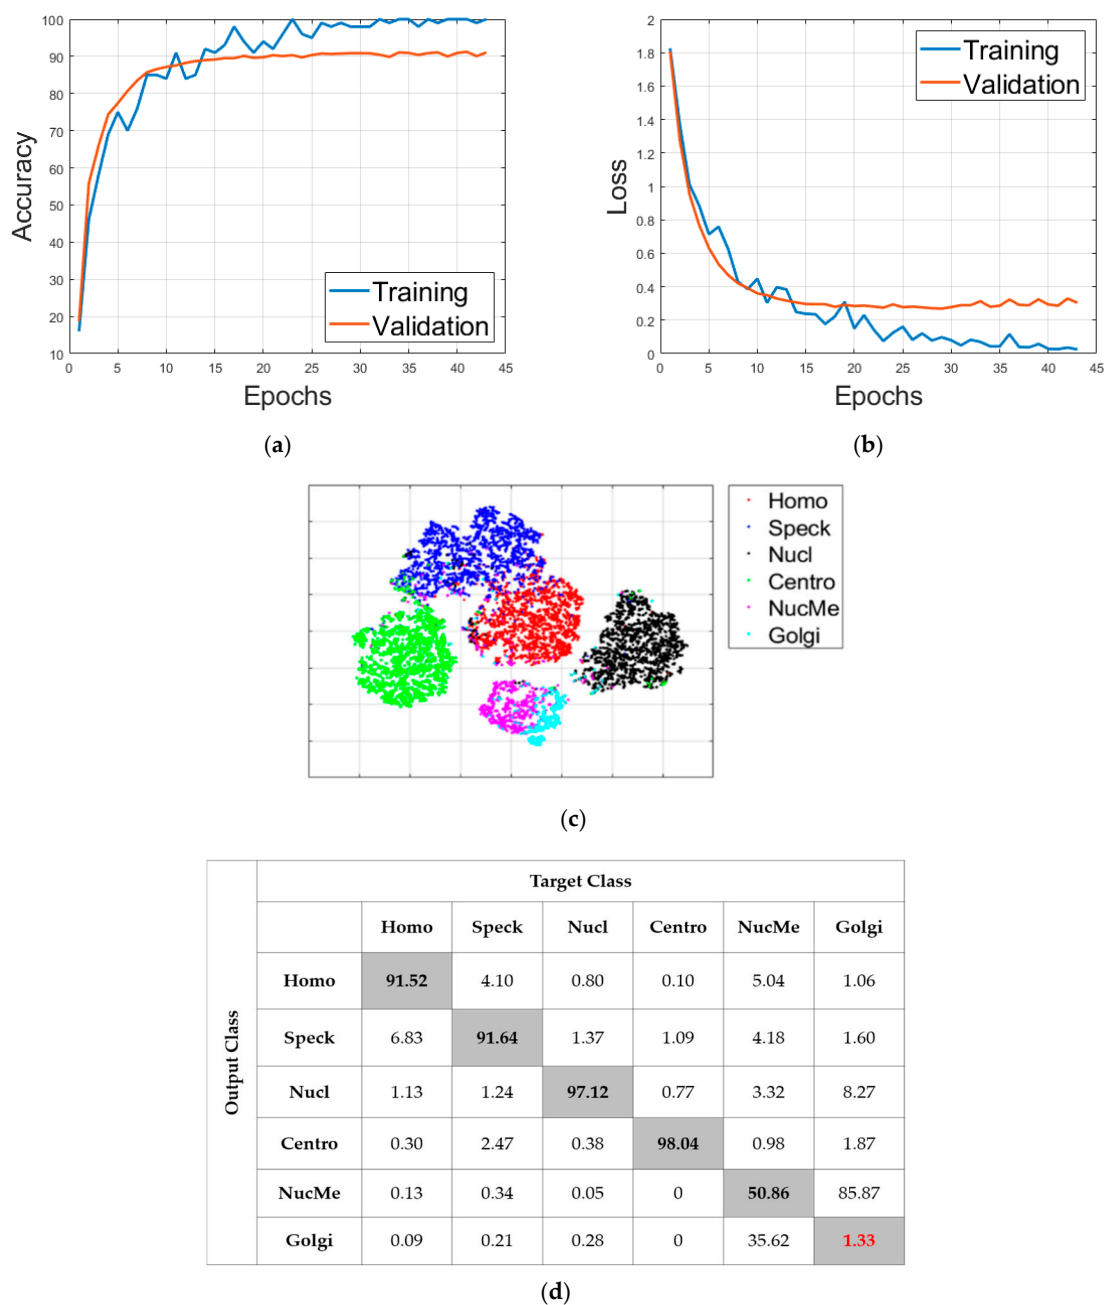 100
90
80
70
60
50
40
30
20
10
0
5
10
15
20
25
30
35
40
45
Accuracy
Epochs
Training
Validation
(a)
2
1.8
1.6
1.4
1.2
1
0.8
0.6
0.4
0.2
0
0
5
10
15
20
25
30
35
40
45
Loss
Epochs
Training
Validation
(b)
Homo
Speck
Nucl
Centro
NucMe
Golgi
(c)
Target Class
Output Class
Homo Speck Nucl Centro NucMe Golgi
Homo 91.52 4.10 0.80 0.10 5.04 1.06
Speck 6.83 91.64 1.37 1.09 4.18 1.60
Nucl 1.13 1.24 97.12 0.77 3.32 8.27
Centro 0.30 2.47 0.38 98.04 0.98 1.87
NucMe 0.13 0.34 0.05 0 50.86 85.87
Golgi 0.09 0.21 0.28 0 35.62 1.33
(d)